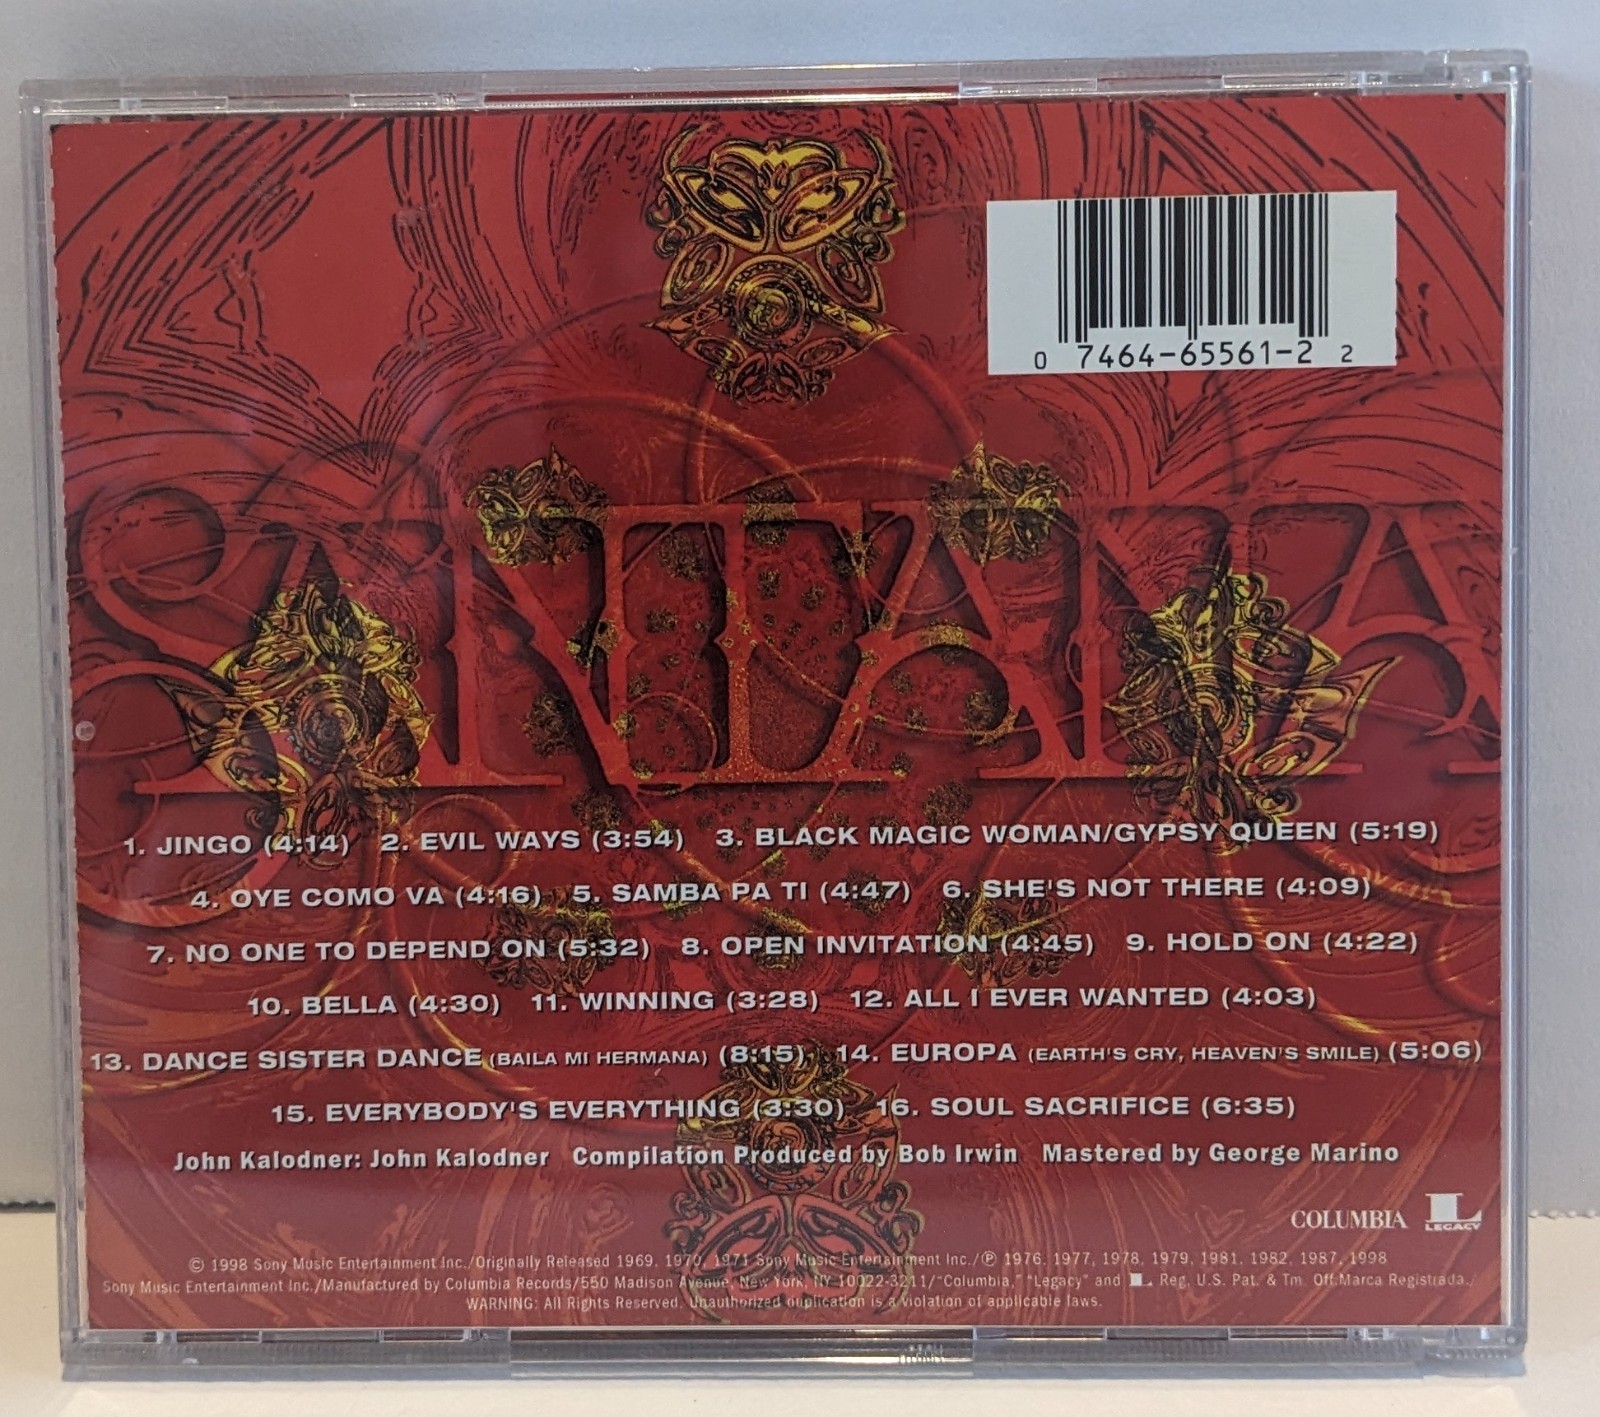 0 7464-65561-2 2
SANTANA
1. JINGO (4:14) 2. EVIL WAYS (3:54) 3. BLACK MAGIC WOMAN/GYPSY QUEEN (5:19)
4. OYE COMO VA (4:16) 5. SAMBA PA TI (4:47) 6. SHE'S NOT THERE (4:09)
7. NO ONE TO DEPEND ON (5:32) 8. OPEN INVITATION (4:45) 9. HOLD ON (4:22)
10. BELLA (4:30) 11. WINNING (3:28) 12. ALL I EVER WANTED (4:03)
13. DANCE SISTER DANCE (BAILA MI HERMANA) (8:15) 14. EUROPA (EARTH'S CRY, HEAVEN'S SMILE) (5:06)
15. EVERYBODY'S EVERYTHING (3:30) 16. SOUL SACRIFICE (6:35)
John Kalodner: John Kalodner Compilation Produced by Bob Irwin Mastered by George Marino
COLUMBIA L LEGACY
© 1998 Sony Music Entertainment Inc./Originally Released 1969, 1970, 1971 Sony Music Entertainment Inc./℗ 1976, 1977, 1978, 1979, 1981, 1982, 1987, 1998
Sony Music Entertainment Inc./Manufactured by Columbia Records/550 Madison Avenue, New York, NY 10022-3211/"Columbia," "Legacy" and L Reg. U.S. Pat. & Tm. Off.Marca Registrada./
WARNING: All Rights Reserved. Unauthorized duplication is a violation of applicable laws.